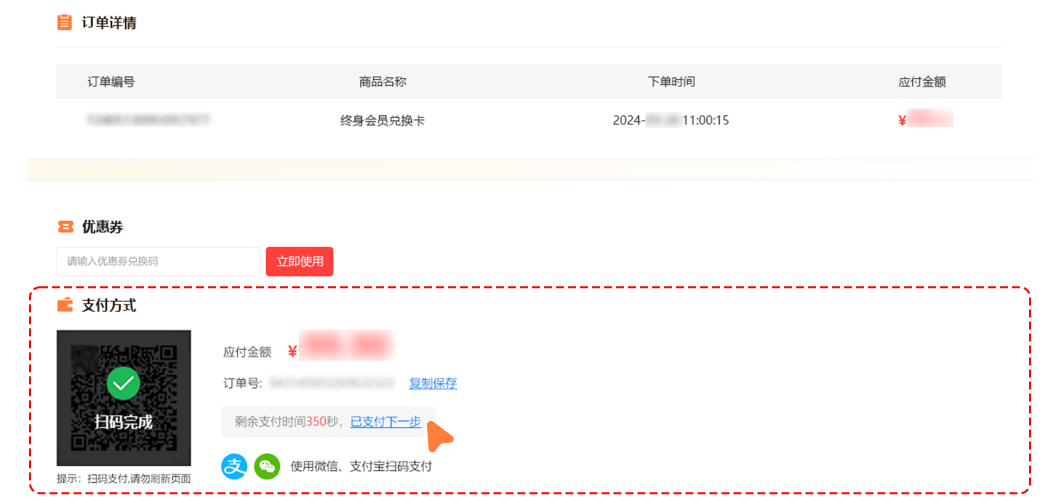 订单详情
订单编号 商品名称 下单时间 应付金额
终身会员兑换卡 2024- 11:00:15 ¥
优惠券
请输入优惠券兑换码 立即使用
支付方式
应付金额 ¥
订单号: 复制保存
扫码完成
剩余支付时间350秒，已支付下一步
支 使用微信、支付宝扫码支付
提示：扫码支付,请勿刷新页面